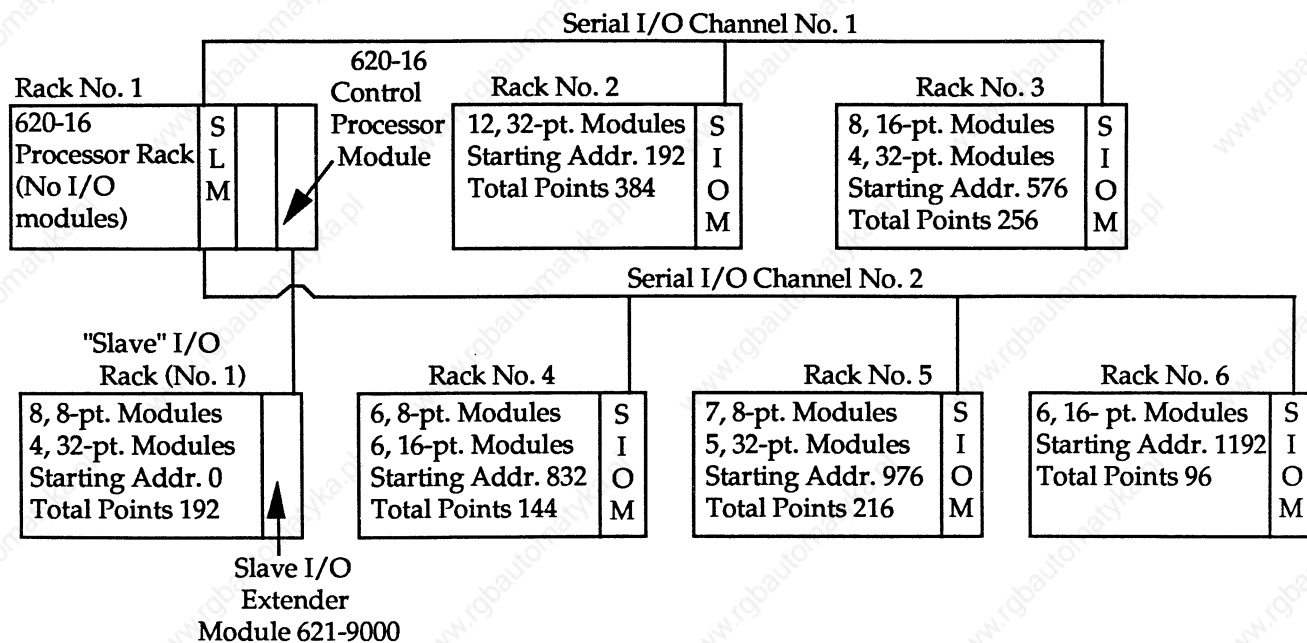 Serial I/O Channel No. 1
620-16
Control
Processor
Module
Rack No. 1
620-16
Processor Rack
(No I/O
modules)
S
L
M
Rack No. 2
12, 32-pt. Modules
Starting Addr. 192
Total Points 384
S
I
O
M
Rack No. 3
8, 16-pt. Modules
4, 32-pt. Modules
Starting Addr. 576
Total Points 256
S
I
O
M
Serial I/O Channel No. 2
"Slave" I/O
Rack (No. 1)
8, 8-pt. Modules
4, 32-pt. Modules
Starting Addr. 0
Total Points 192
Slave I/O
Extender
Module 621-9000
Rack No. 4
6, 8-pt. Modules
6, 16-pt. Modules
Starting Addr. 832
Total Points 144
S
I
O
M
Rack No. 5
7, 8-pt. Modules
5, 32-pt. Modules
Starting Addr. 976
Total Points 216
S
I
O
M
Rack No. 6
6, 16- pt. Modules
Starting Addr. 1192
Total Points 96
S
I
O
M
www.rgbautomatyka.pl